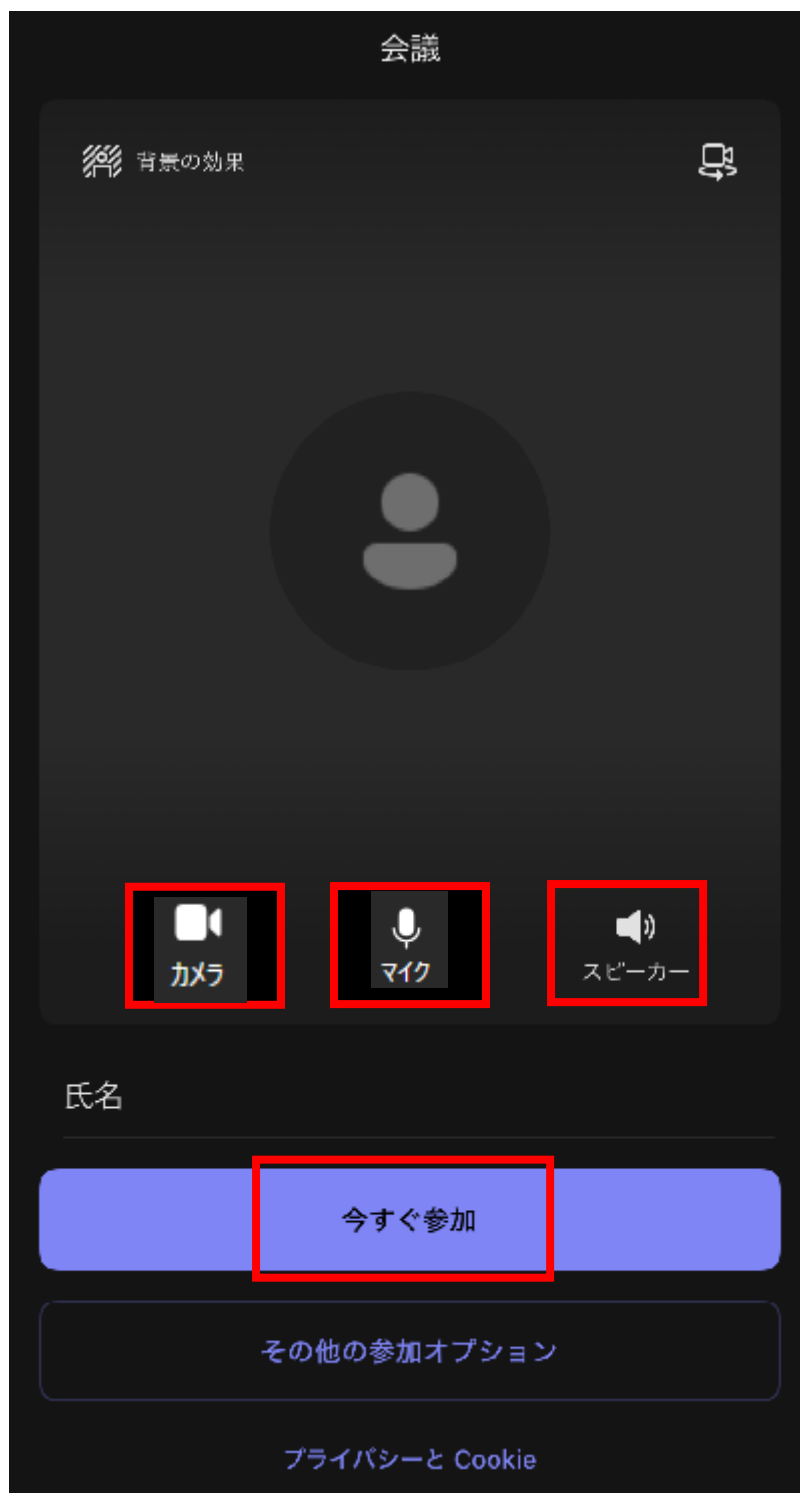 会議
背景の効果
カメラ
マイク
スピーカー
氏名
今すぐ参加
その他の参加オプション
プライバシーと Cookie